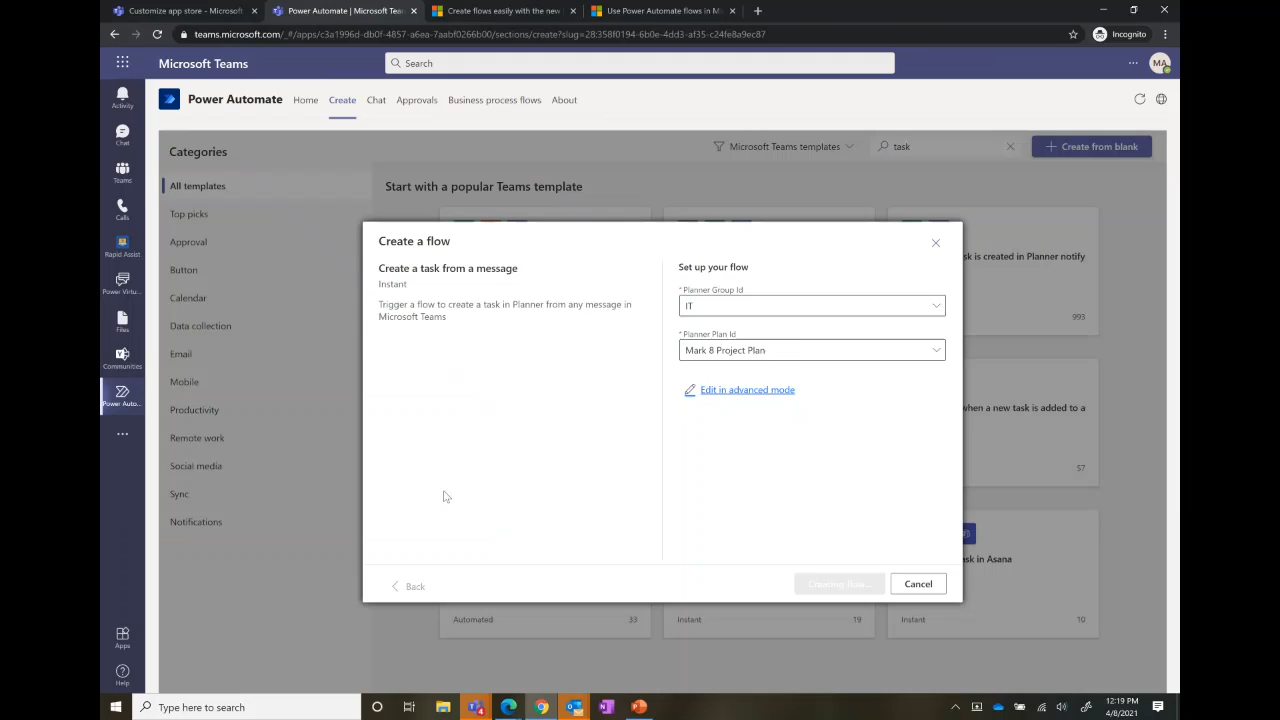 Customize app store - Microsoft
Power Automate | Microsoft Tea
Create flows easily with the new
Use Power Automate flows in M
teams.microsoft.com/_#/apps/c3a1996d-db0f-4857-a6ea-7aabf0266b00/sections/create?slug=28:358f0194-6b0e-4dd3-af35-c24fe8a9ec87
Incognito
Microsoft Teams
Search
MA
Activity
Chat
Teams
Calls
Rapid Assist
Power Virtu...
Files
Communities
Power Auto...
Apps
Help
Power Automate
Home
Create
Chat
Approvals
Business process flows
About
Categories
All templates
Top picks
Approval
Button
Calendar
Data collection
Email
Mobile
Productivity
Remote work
Social media
Sync
Notifications
Microsoft Teams templates
task
Create from blank
Start with a popular Teams template
sk is created in Planner notify
993
when a new task is added to a
57
sk in Asana
Automated
33
Instant
19
Instant
10
Create a flow
Create a task from a message
Instant
Trigger a flow to create a task in Planner from any message in
Microsoft Teams
Set up your flow
* Planner Group Id
IT
* Planner Plan Id
Mark 8 Project Plan
Edit in advanced mode
Back
Cancel
Type here to search
4
12:19 PM
4/8/2021